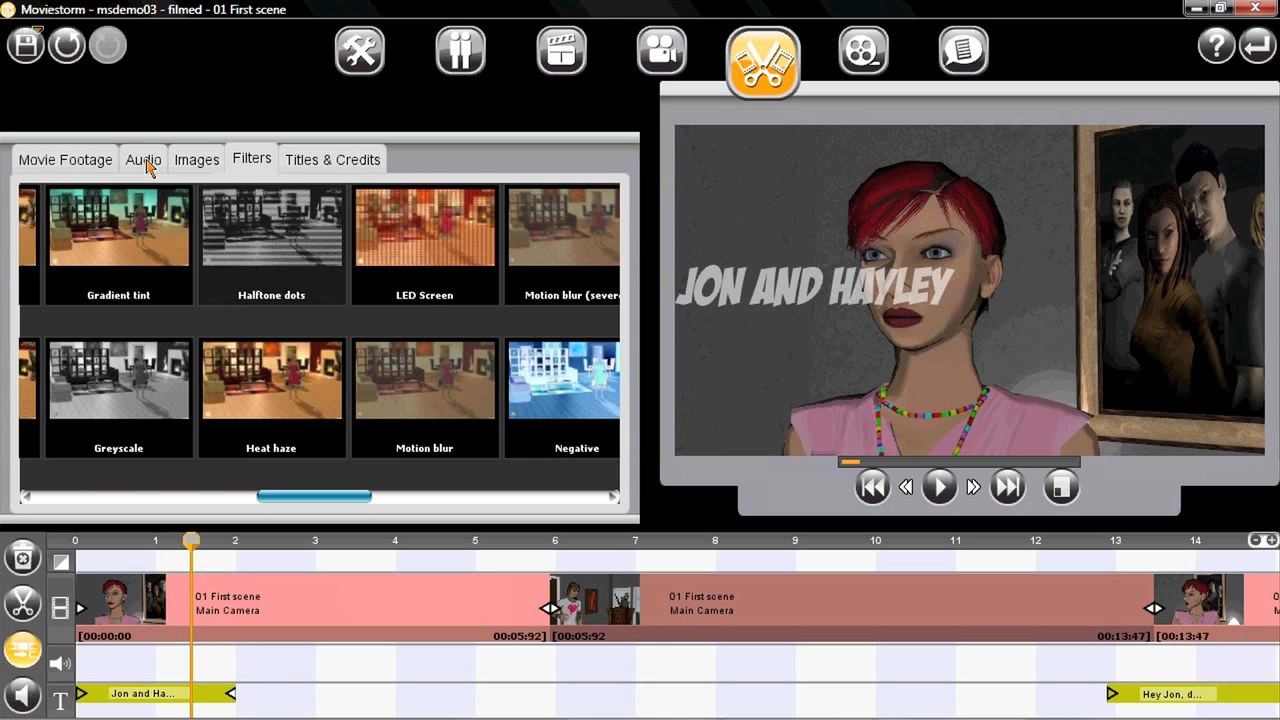 Moviestorm - msdemo03 - filmed - 01 First scene
?
Movie Footage Audio Images Filters Titles & Credits
Gradient tint Halftone dots LED Screen Motion blur (sever
Greyscale Heat haze Motion blur Negative
JON AND HAYLEY
0 1 2 3 4 5 6 7 8 9 10 11 12 13 14
01 First scene 01 First scene 0
Main Camera Main Camera M
[00:00:00 00:05:92] [00:05:92 00:13:47] [00:13:47
T Jon and Ha... Hey Jon, d...